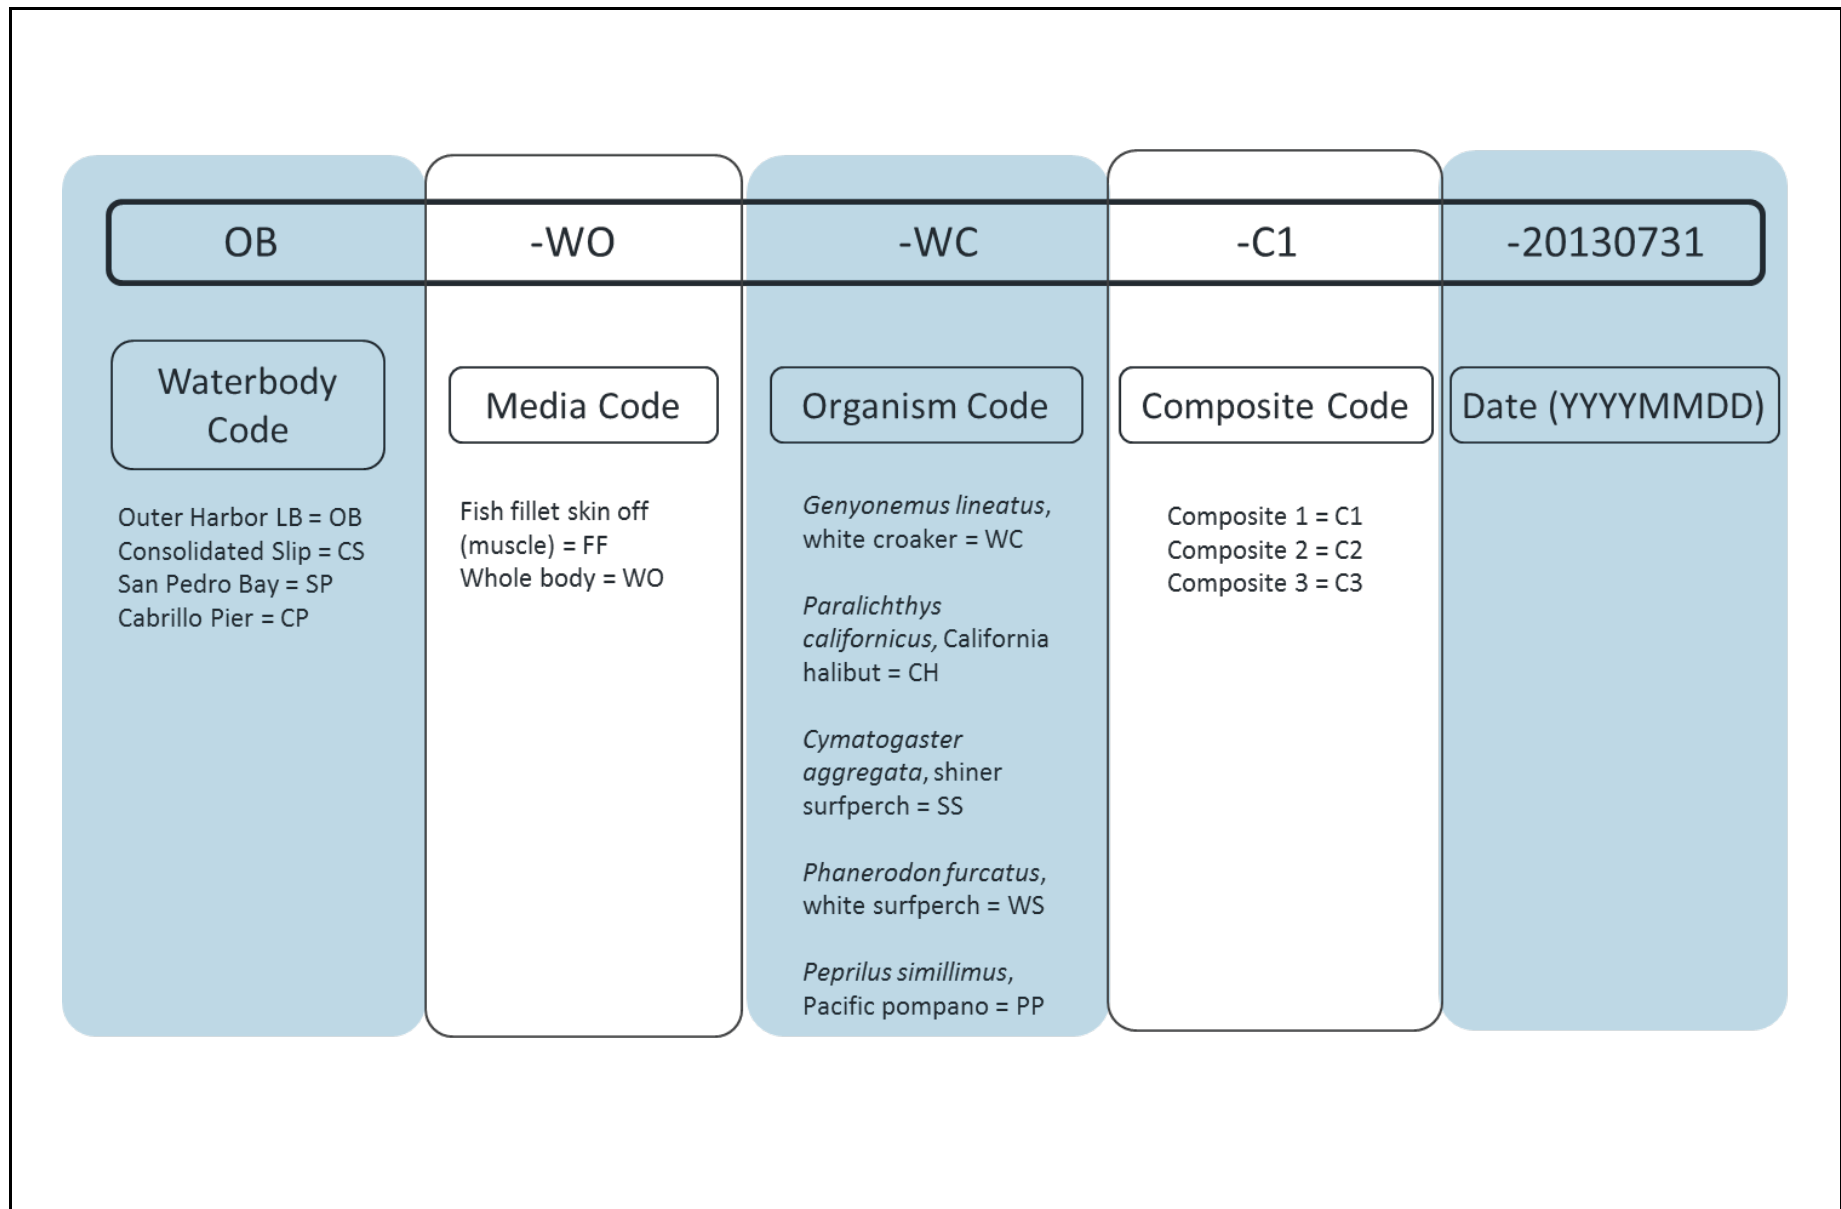 OB -WO -WC -C1 -20130731
Waterbody
Code
Media Code
Organism Code
Composite Code
Date (YYYYMMDD)
Outer Harbor LB = OB
Consolidated Slip = CS
San Pedro Bay = SP
Cabrillo Pier = CP
Fish fillet skin off
(muscle) = FF
Whole body = WO
Genyonemus lineatus,
white croaker = WC
Paralichthys
californicus, California
halibut = CH
Cymatogaster
aggregata, shiner
surfperch = SS
Phanerodon furcatus,
white surfperch = WS
Peprilus simillimus,
Pacific pompano = PP
Composite 1 = C1
Composite 2 = C2
Composite 3 = C3